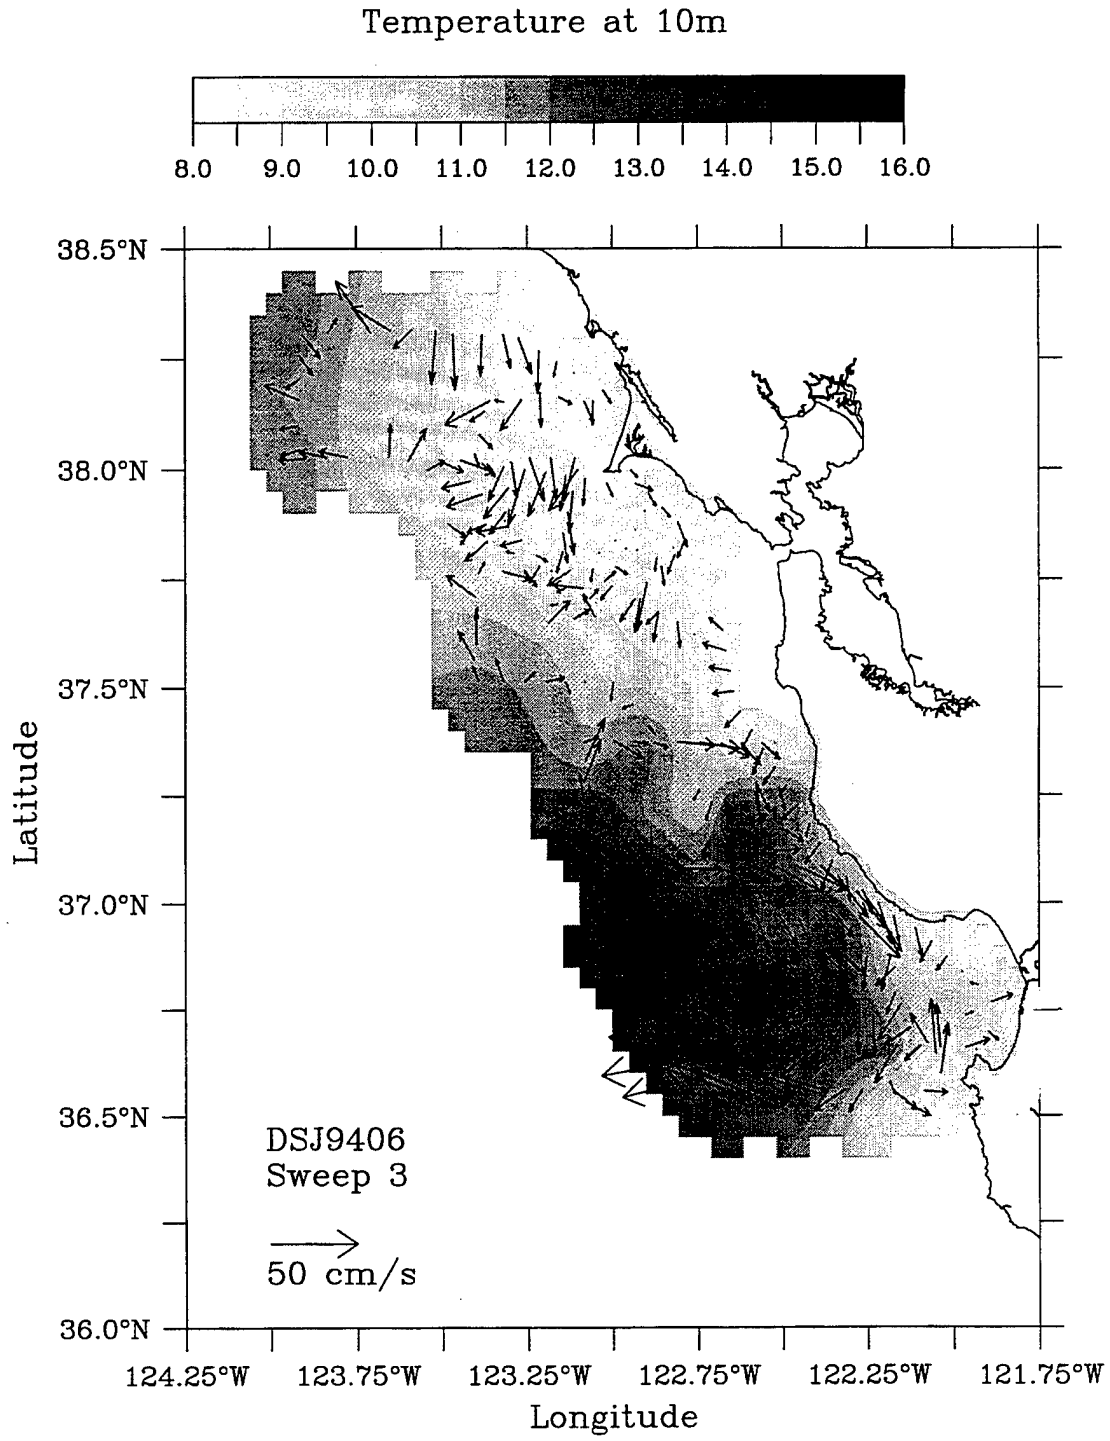 Temperature at 10m
8.0 9.0 10.0 11.0 12.0 13.0 14.0 15.0 16.0
38.5°N
38.0°N
37.5°N
37.0°N
36.5°N
36.0°N
Latitude
DSJ9406
Sweep 3
50 cm/s
124.25°W 123.75°W 123.25°W 122.75°W 122.25°W 121.75°W
Longitude